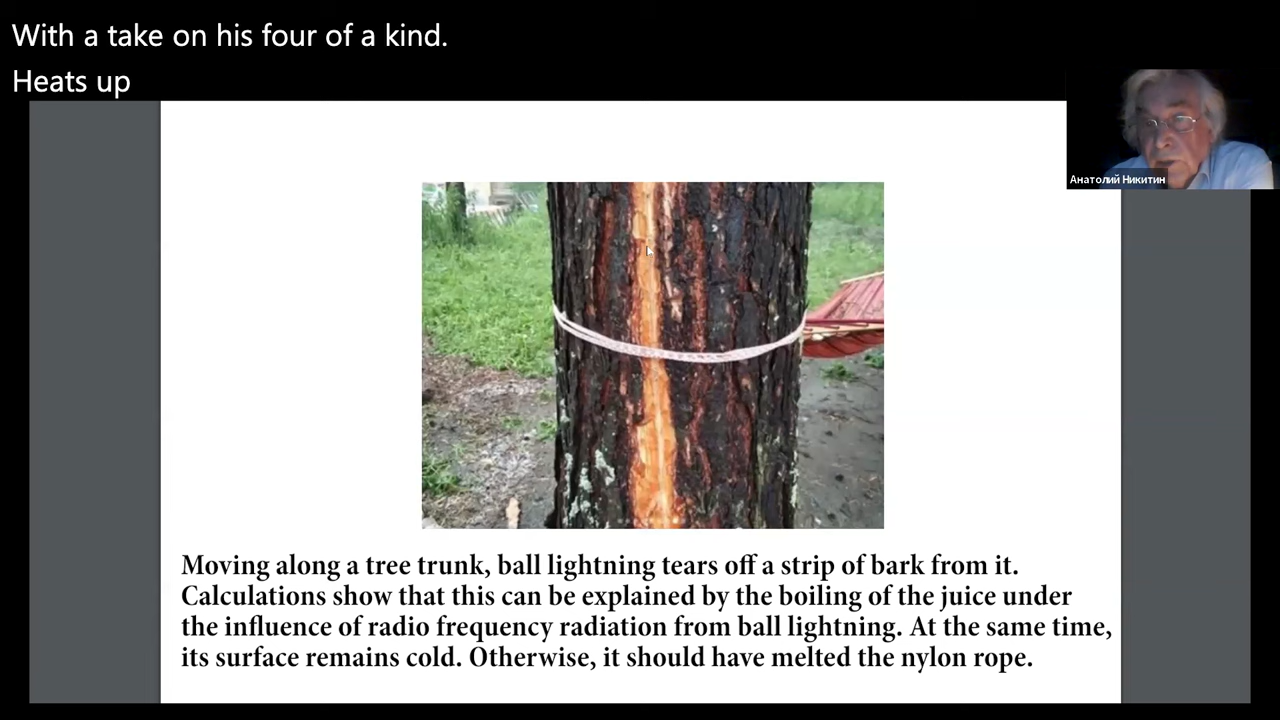 With a take on his four of a kind.
Heats up
Анатолий Никитин
Moving along a tree trunk, ball lightning tears off a strip of bark from it.
Calculations show that this can be explained by the boiling of the juice under
the influence of radio frequency radiation from ball lightning. At the same time,
its surface remains cold. Otherwise, it should have melted the nylon rope.